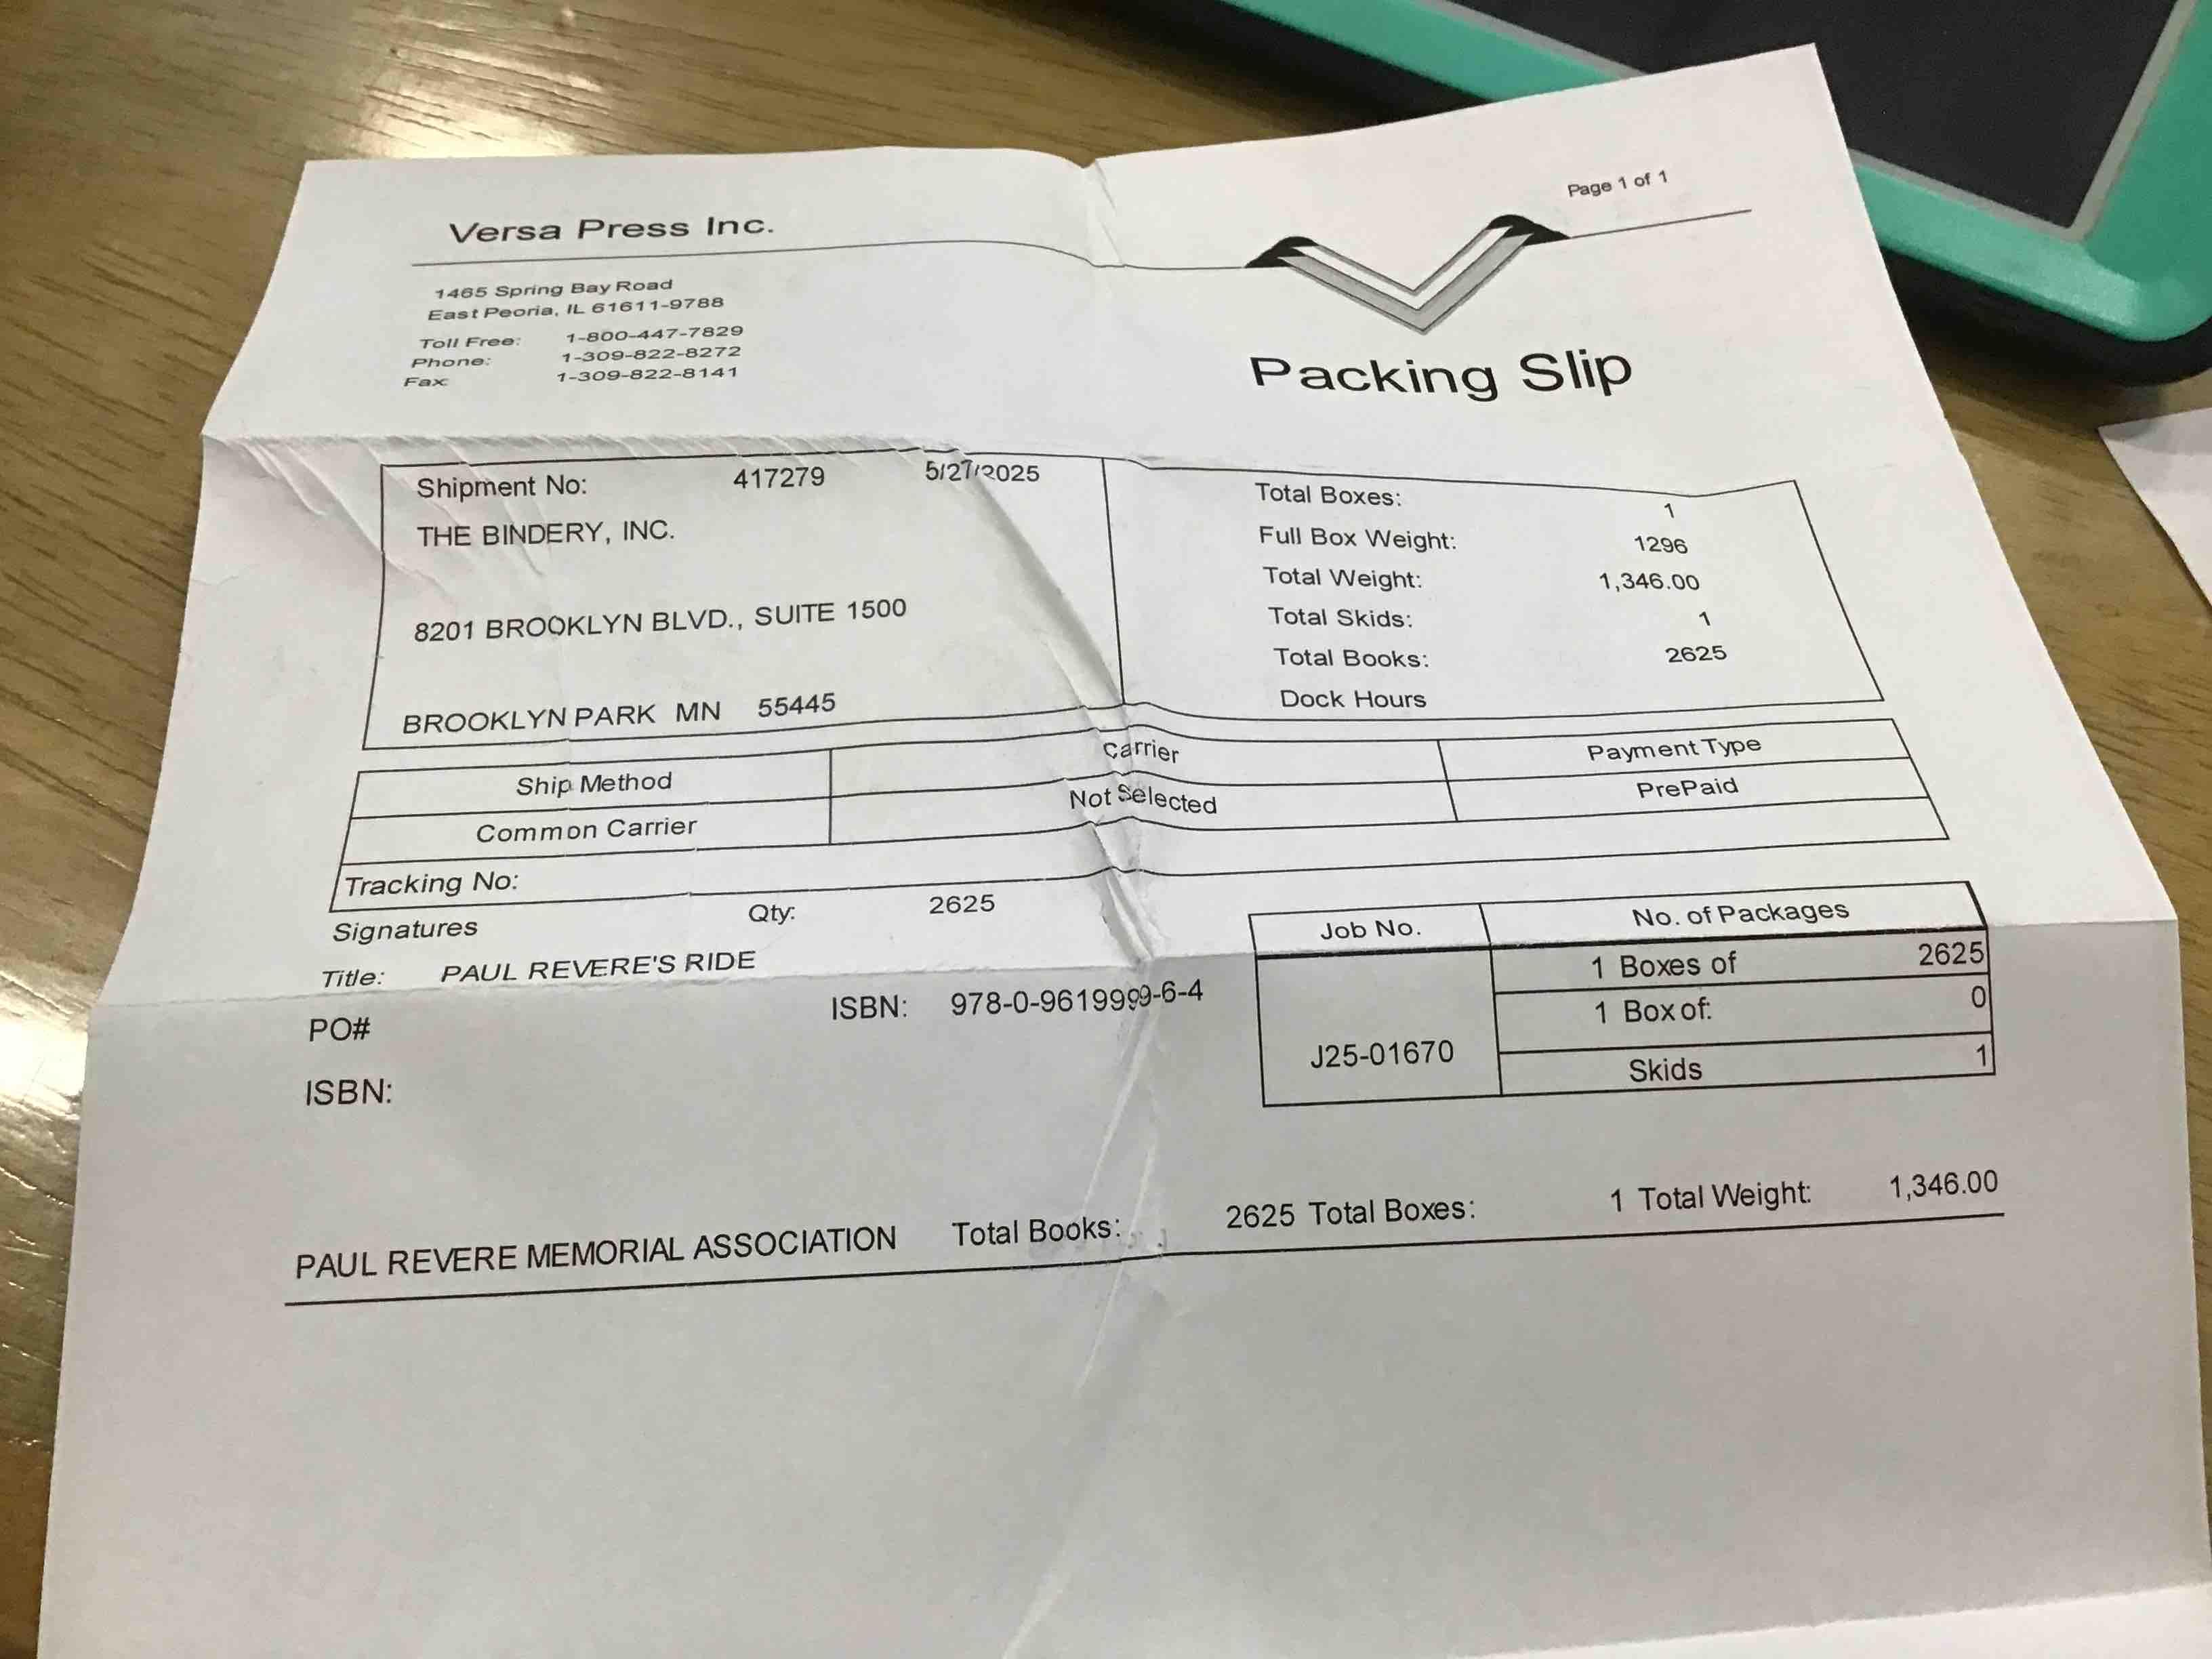 Page 1 of 1
Versa Press Inc.
1465 Spring Bay Road
East Peoria, IL 61611-9788
Toll Free: 1-800-447-7829
Phone: 1-309-822-8272
Fax: 1-309-822-8141
Packing Slip
Shipment No: 417279 5/27/2025
THE BINDERY, INC.
8201 BROOKLYN BLVD., SUITE 1500
BROOKLYN PARK MN 55445
Total Boxes: 1
Full Box Weight: 1296
Total Weight: 1,346.00
Total Skids: 1
Total Books: 2625
Dock Hours
Ship Method Carrier Payment Type
Common Carrier Not Selected PrePaid
Tracking No:
Signatures Qty: 2625
Title: PAUL REVERE'S RIDE
PO# ISBN: 978-0-9619999-6-4
ISBN:
Job No. No. of Packages
J25-01670
1 Boxes of 2625
1 Box of: 0
Skids 1
PAUL REVERE MEMORIAL ASSOCIATION Total Books: 2625 Total Boxes: 1 Total Weight: 1,346.00